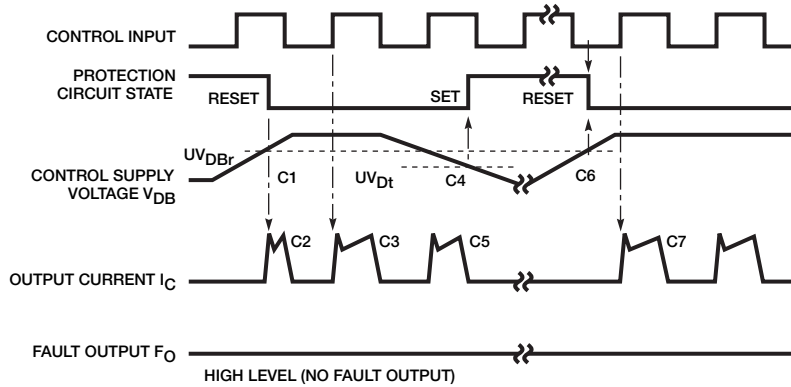 CONTROL INPUT
PROTECTION
CIRCUIT STATE
RESET
SET
RESET
UVDBr
CONTROL SUPPLY
VOLTAGE VDB
C1
UVDt
C4
C6
C2
C3
C5
C7
OUTPUT CURRENT IC
FAULT OUTPUT FO
HIGH LEVEL (NO FAULT OUTPUT)